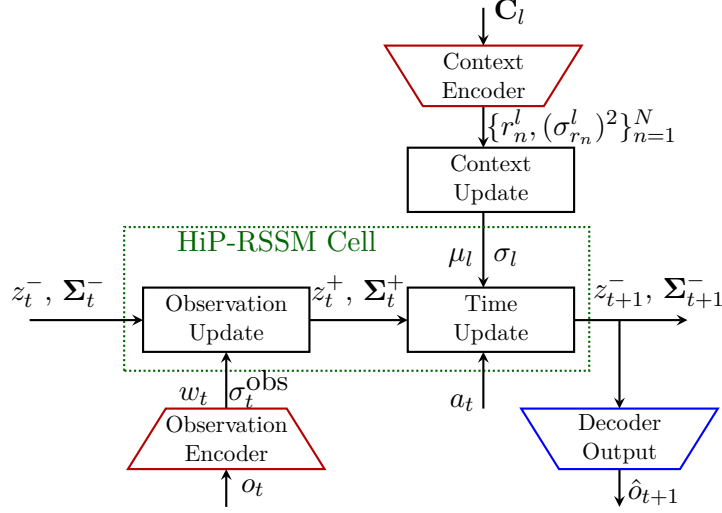 𝐂_l
Context
Encoder
{r_n^l, (σ_{r_n}^l)^2}_{n=1}^N
Context
Update
HiP-RSSM Cell
μ_l σ_l
z_t^-, 𝚺_t^-
Observation
Update
z_t^+, 𝚺_t^+
Time
Update
z_{t+1}^-, 𝚺_{t+1}^-
w_t σ_t^{obs}
a_t
Observation
Encoder
Decoder
Output
o_t
ô_{t+1}